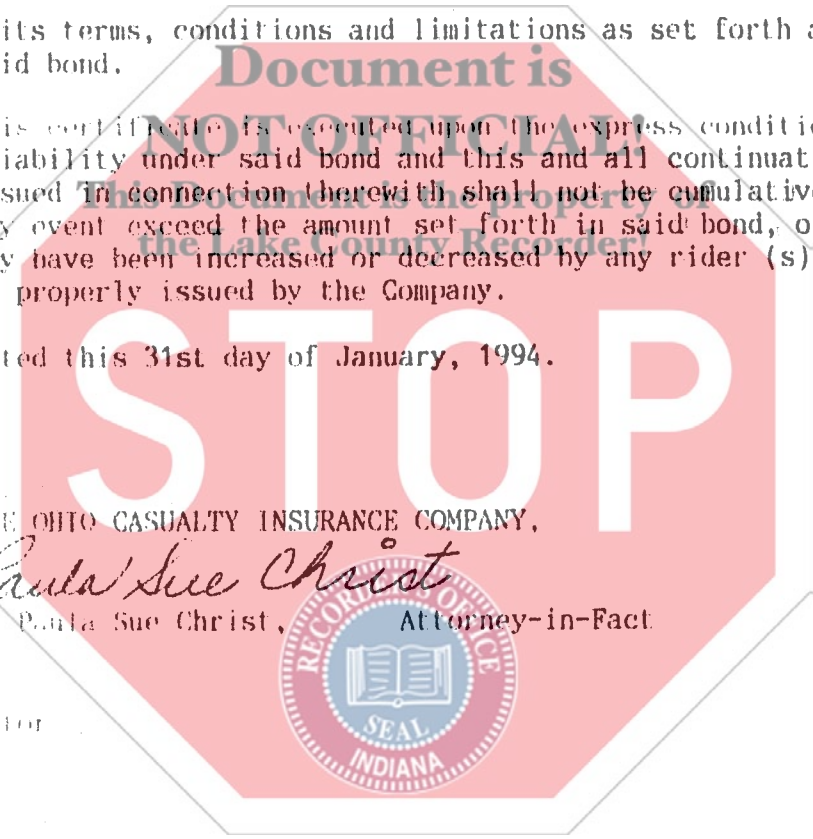 its terms, conditions and limitations as set forth a
id bond.
Document is
NOT OFFICIAL!
is certificate is executed upon the express conditi
iability under said bond and this and all continuat
This Document is the property of
sued in connection therewith shall not be cumulative
y event exceed the amount set forth in said bond, o
the Lake County Recorder!
y have been increased or decreased by any rider (s)
properly issued by the Company.
STOP
ted this 31st day of January, 1994.
E OHIO CASUALTY INSURANCE COMPANY,
Paula Sue Christ
Paula Sue Christ, Attorney-in-Fact
RECORDER'S OFFICE
SEAL
INDIANA